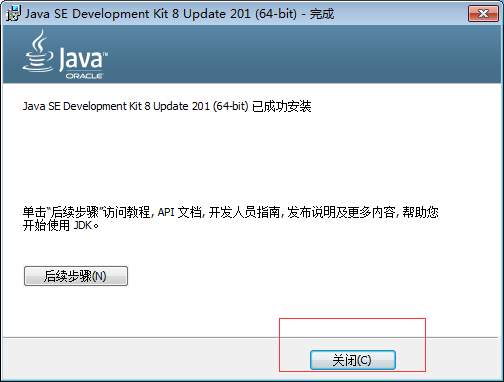 Java SE Development Kit 8 Update 201 (64-bit) - 完成
Java™
ORACLE
Java SE Development Kit 8 Update 201 (64-bit) 已成功安装
单击“后续步骤”访问教程, API 文档, 开发人员指南, 发布说明及更多内容, 帮助您
开始使用 JDK。
后续步骤(N)
关闭(C)